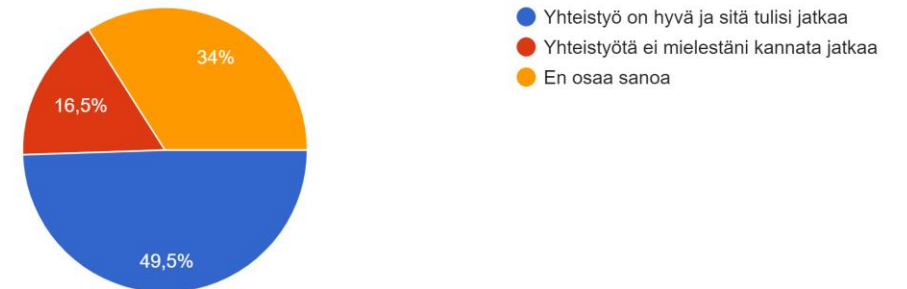 34%
16,5%
49,5%
Yhteistyö on hyvä ja sitä tulisi jatkaa
Yhteistyötä ei mielestäni kannata jatkaa
En osaa sanoa